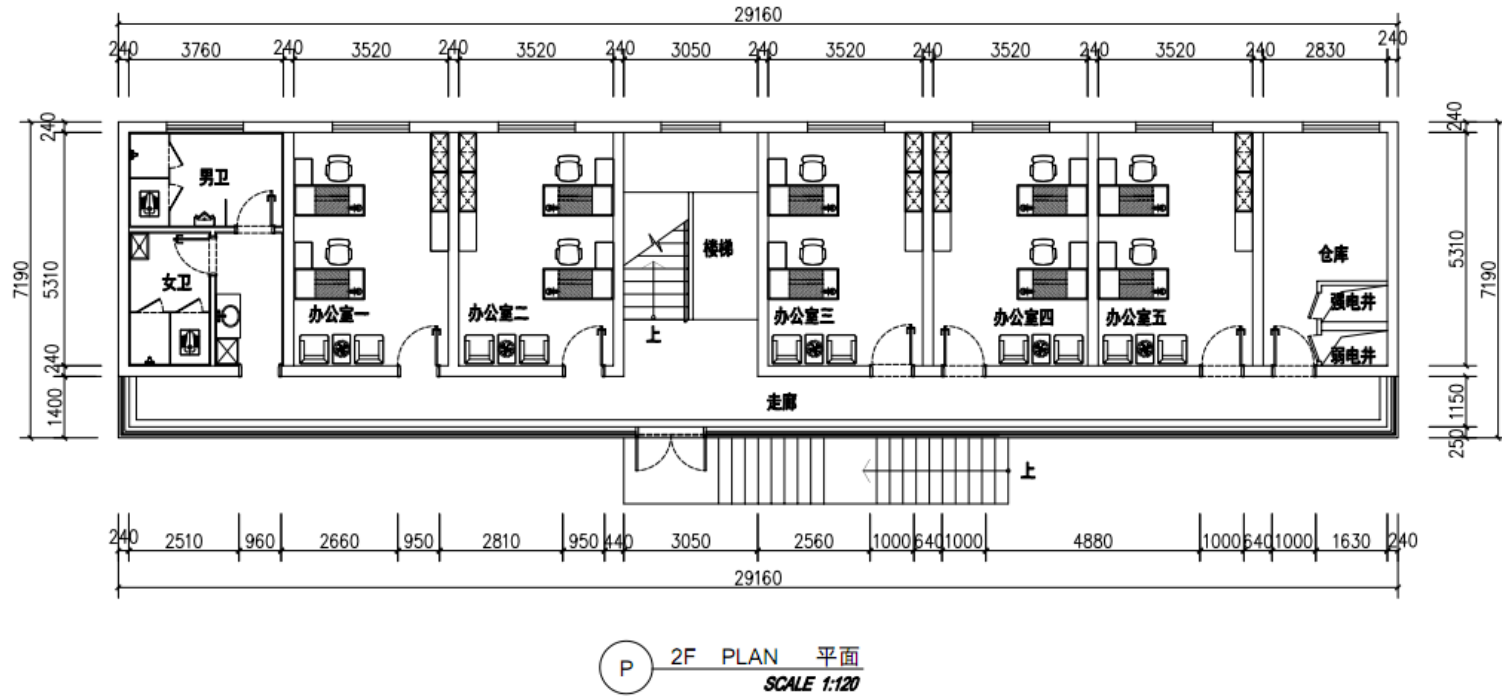 29160
240 3760 240 3520 240 3520 240 3050 240 3520 240 3520 240 3520 240 2830 240
7190 240 5310 240 1400
240 5310 1150 250 7190
男卫
女卫
办公室一
办公室二
楼梯
上
办公室三
办公室四
办公室五
仓库
强电井
弱电井
走廊
上
240 2510 960 2660 950 2810 950 440 3050 2560 1000 640 1000 4880 1000 640 1000 1630 240
29160
P 2F PLAN 平面
SCALE 1:120